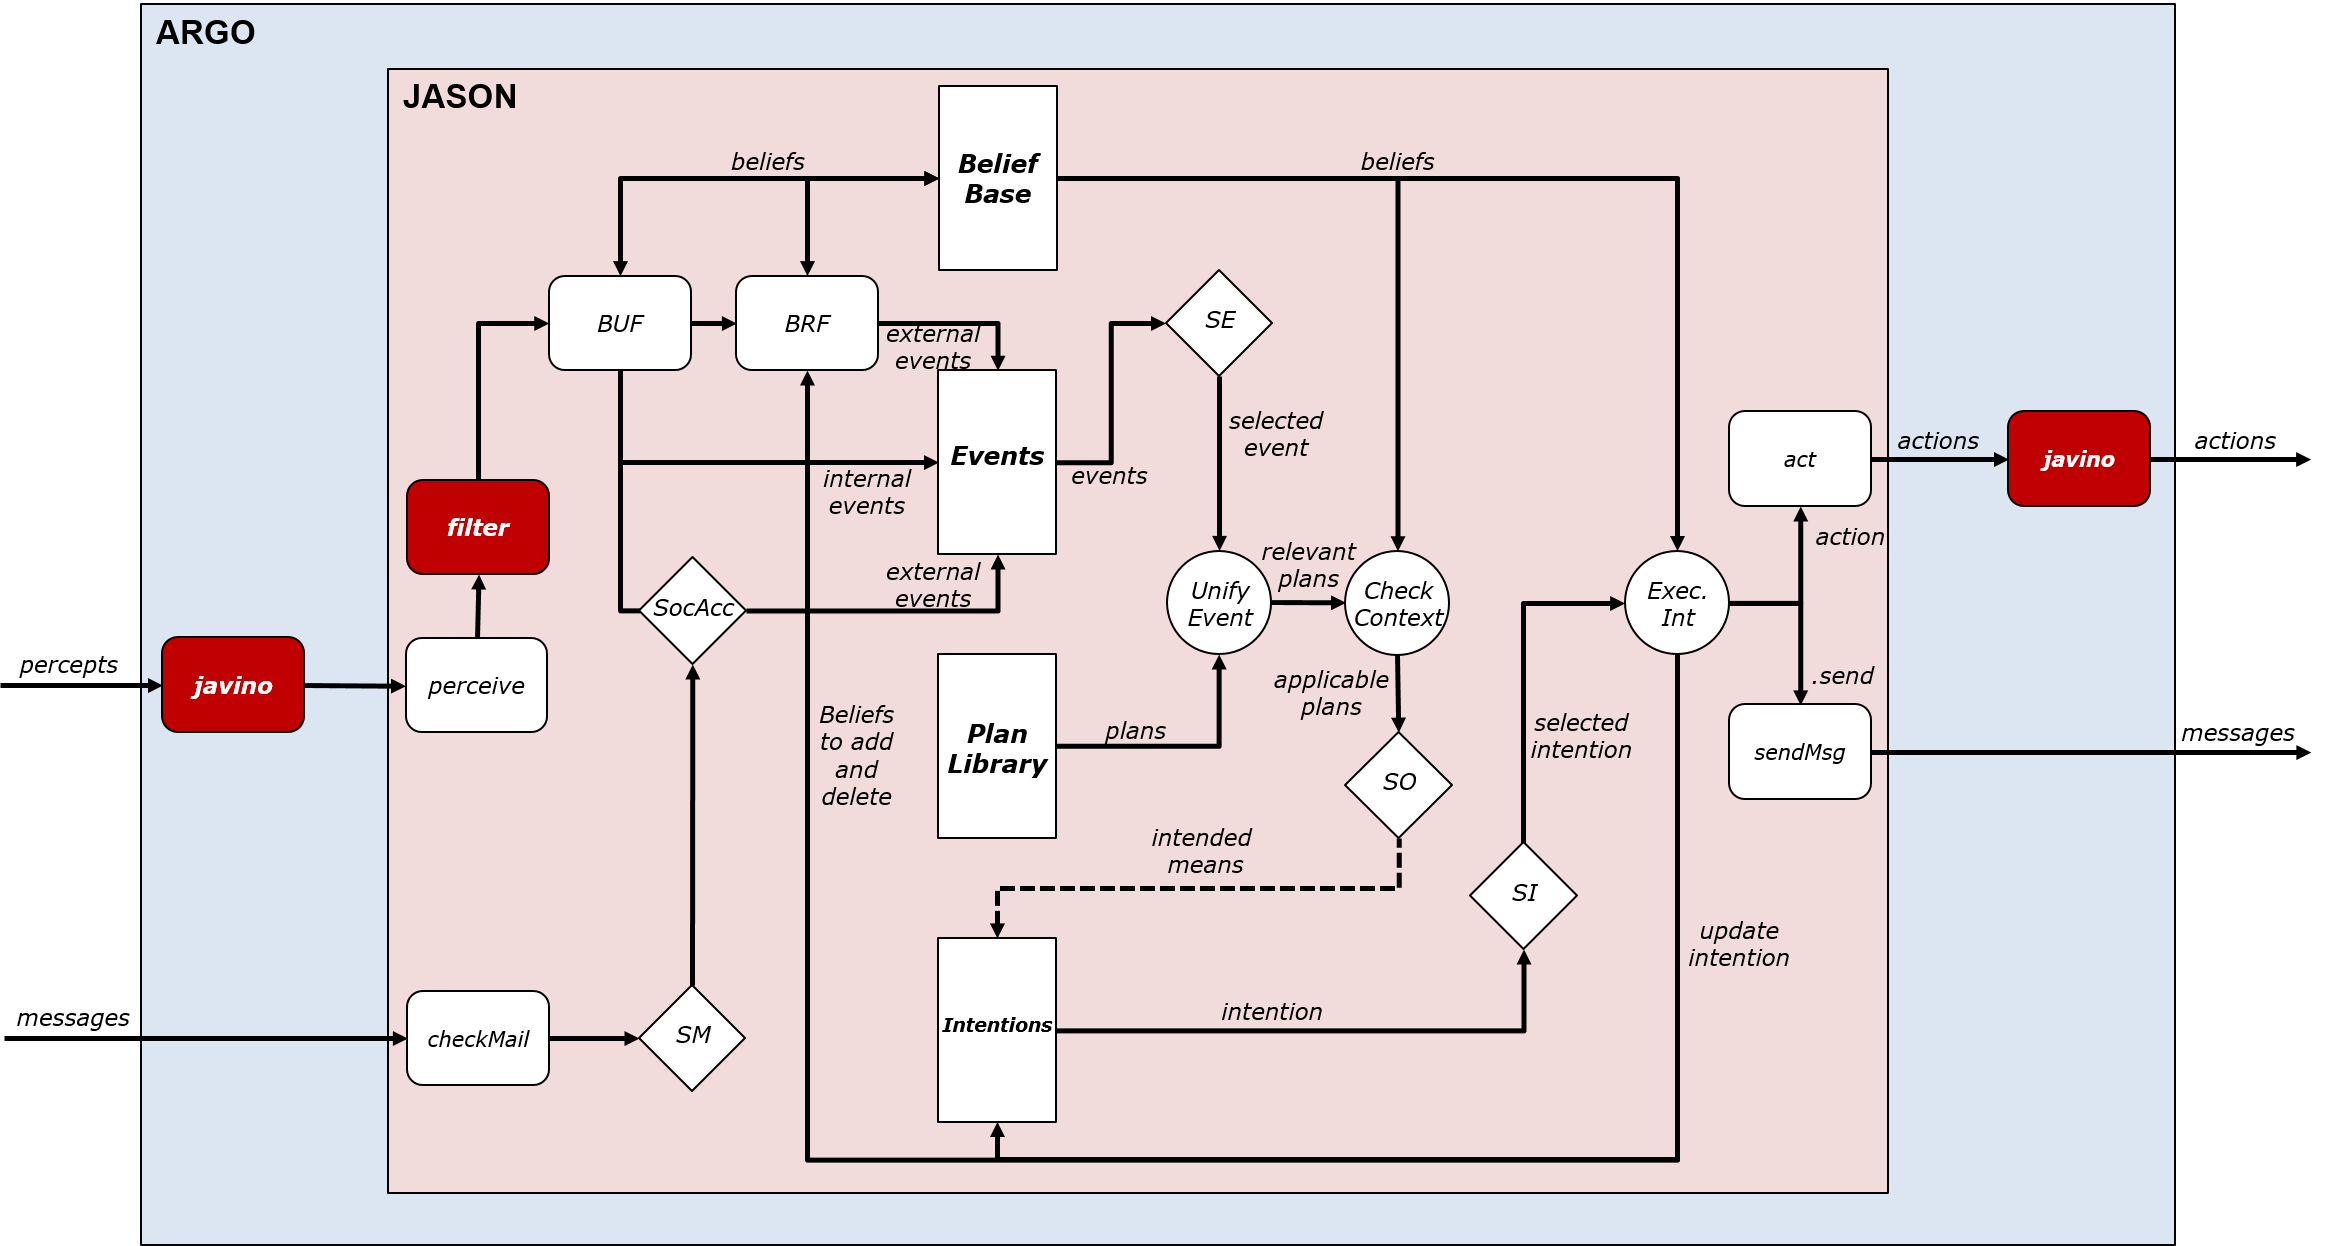 ARGO
JASON
beliefs
Belief
Base
beliefs
BUF
BRF
external
events
SE
Events
internal
events
events
selected
event
filter
SocAcc
external
events
Unify
Event
relevant
plans
Check
Context
Exec.
Int
act
action
actions
javino
actions
percepts
javino
perceive
Beliefs
to add
and
delete
Plan
Library
plans
applicable
plans
SO
selected
intention
.send
sendMsg
messages
intended
means
SI
update
intention
messages
checkMail
SM
Intentions
intention